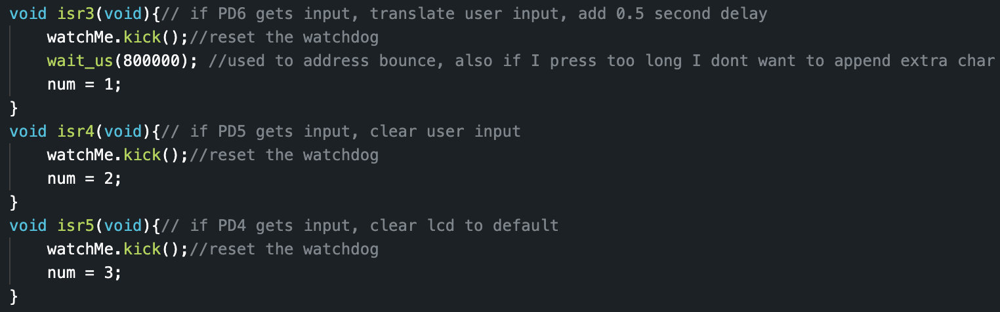 void isr3(void){// if PD6 gets input, translate user input, add 0.5 second delay
    watchMe.kick();//reset the watchdog
    wait_us(800000); //used to address bounce, also if I press too long I dont want to append extra char
    num = 1;
}
void isr4(void){// if PD5 gets input, clear user input
    watchMe.kick();//reset the watchdog
    num = 2;
}
void isr5(void){// if PD4 gets input, clear lcd to default
    watchMe.kick();//reset the watchdog
    num = 3;
}